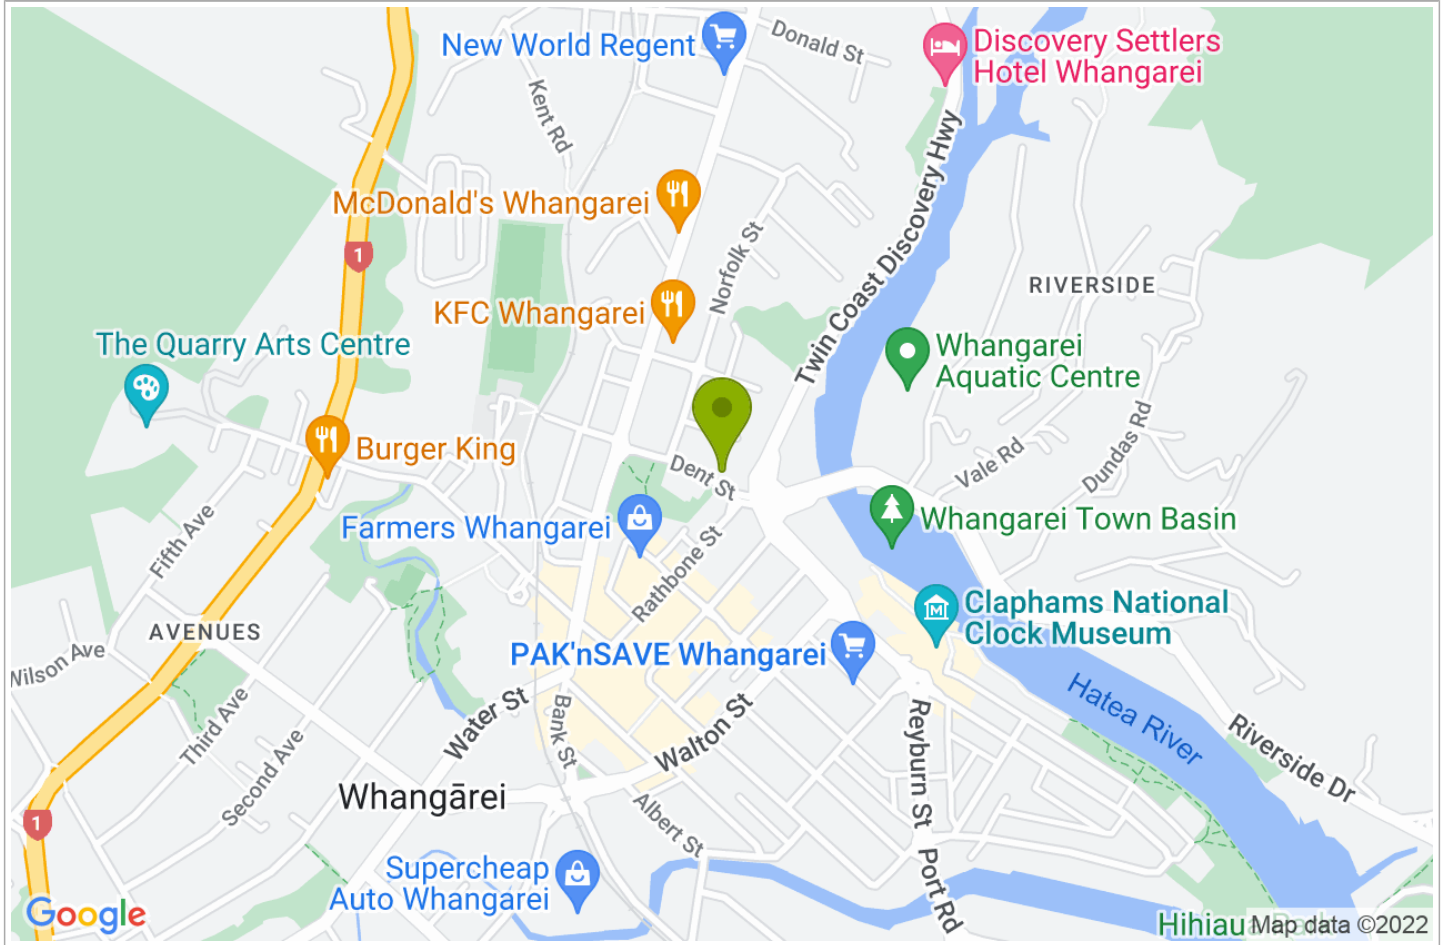 New World Regent
Donald St
Discovery Settlers
Hotel Whangarei
Kent Rd
Twin Coast Discovery Hwy
McDonald's Whangarei
1
Norfolk St
RIVERSIDE
KFC Whangarei
The Quarry Arts Centre
Whangarei
Aquatic Centre
Burger King
Dent St
Vale Rd
Dundas Rd
Farmers Whangarei
Whangarei Town Basin
Fifth Ave
Rathbone St
AVENUES
Claphams National
Clock Museum
M
Wilson Ave
PAK'nSAVE Whangarei
Third Ave
Water St
Bank St
Walton St
Hatea River
Second Ave
Reyburn St
Riverside Dr
Whangārei
1
Albert St
Supercheap
Auto Whangarei
Port Rd
Google
Map data ©2022